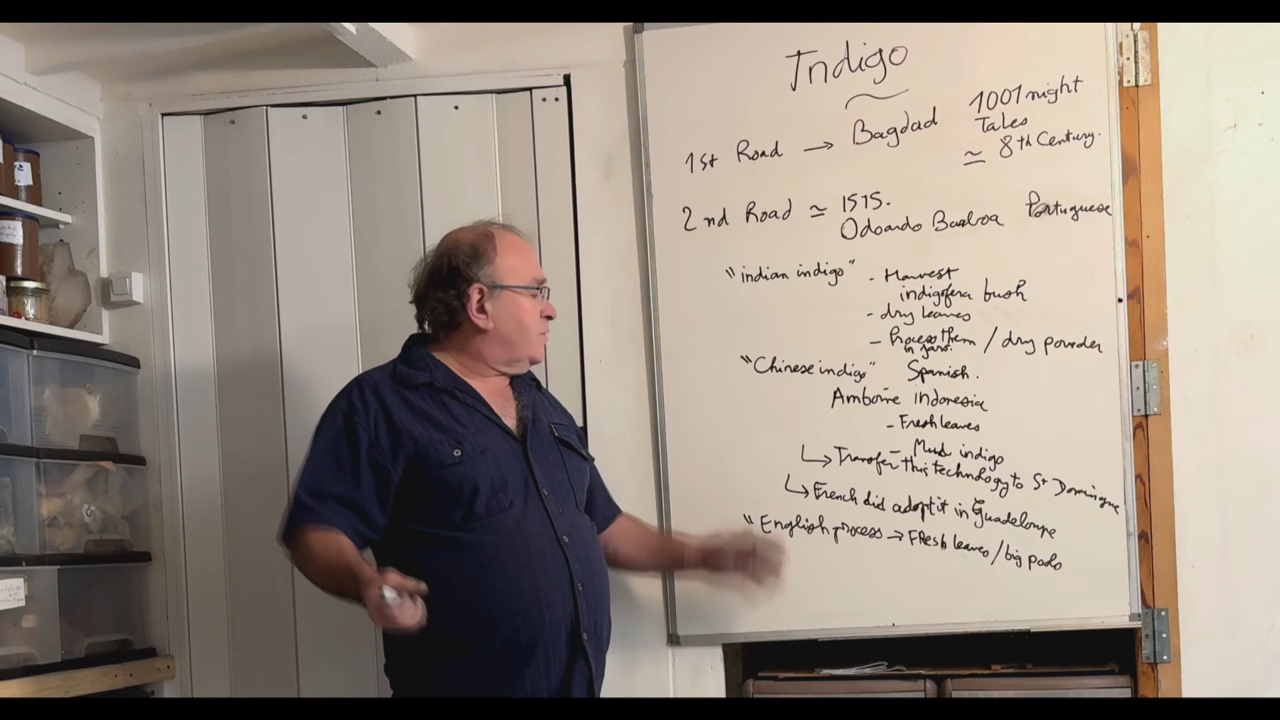 Indigo
1st Road → Bagdad 1001 night
Tales
≃ 8th Century.
2nd Road ≃ 1515.
Odoardo Barboa Portuguese
"indian indigo" - Harvest
indigofera bush
- dry leaves
- Process them / dry powder
in jars.
"Chinese indigo" Spanish.
Amboine indonesia
- Fresh leaves
- Mud indigo
↳ Transfer this technology to St Domingue
↳ French did adopt it in Guadeloupe
"English process → Fresh leaves / big pools